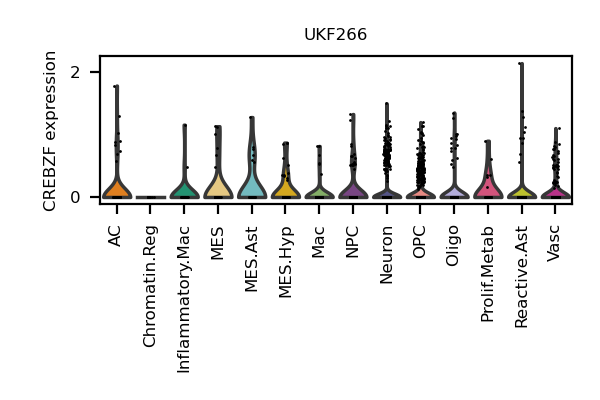 UKF266
CREBZF expression
2
0
AC
Chromatin.Reg
Inflammatory.Mac
MES
MES.Ast
MES.Hyp
Mac
NPC
Neuron
OPC
Oligo
Prolif.Metab
Reactive.Ast
Vasc